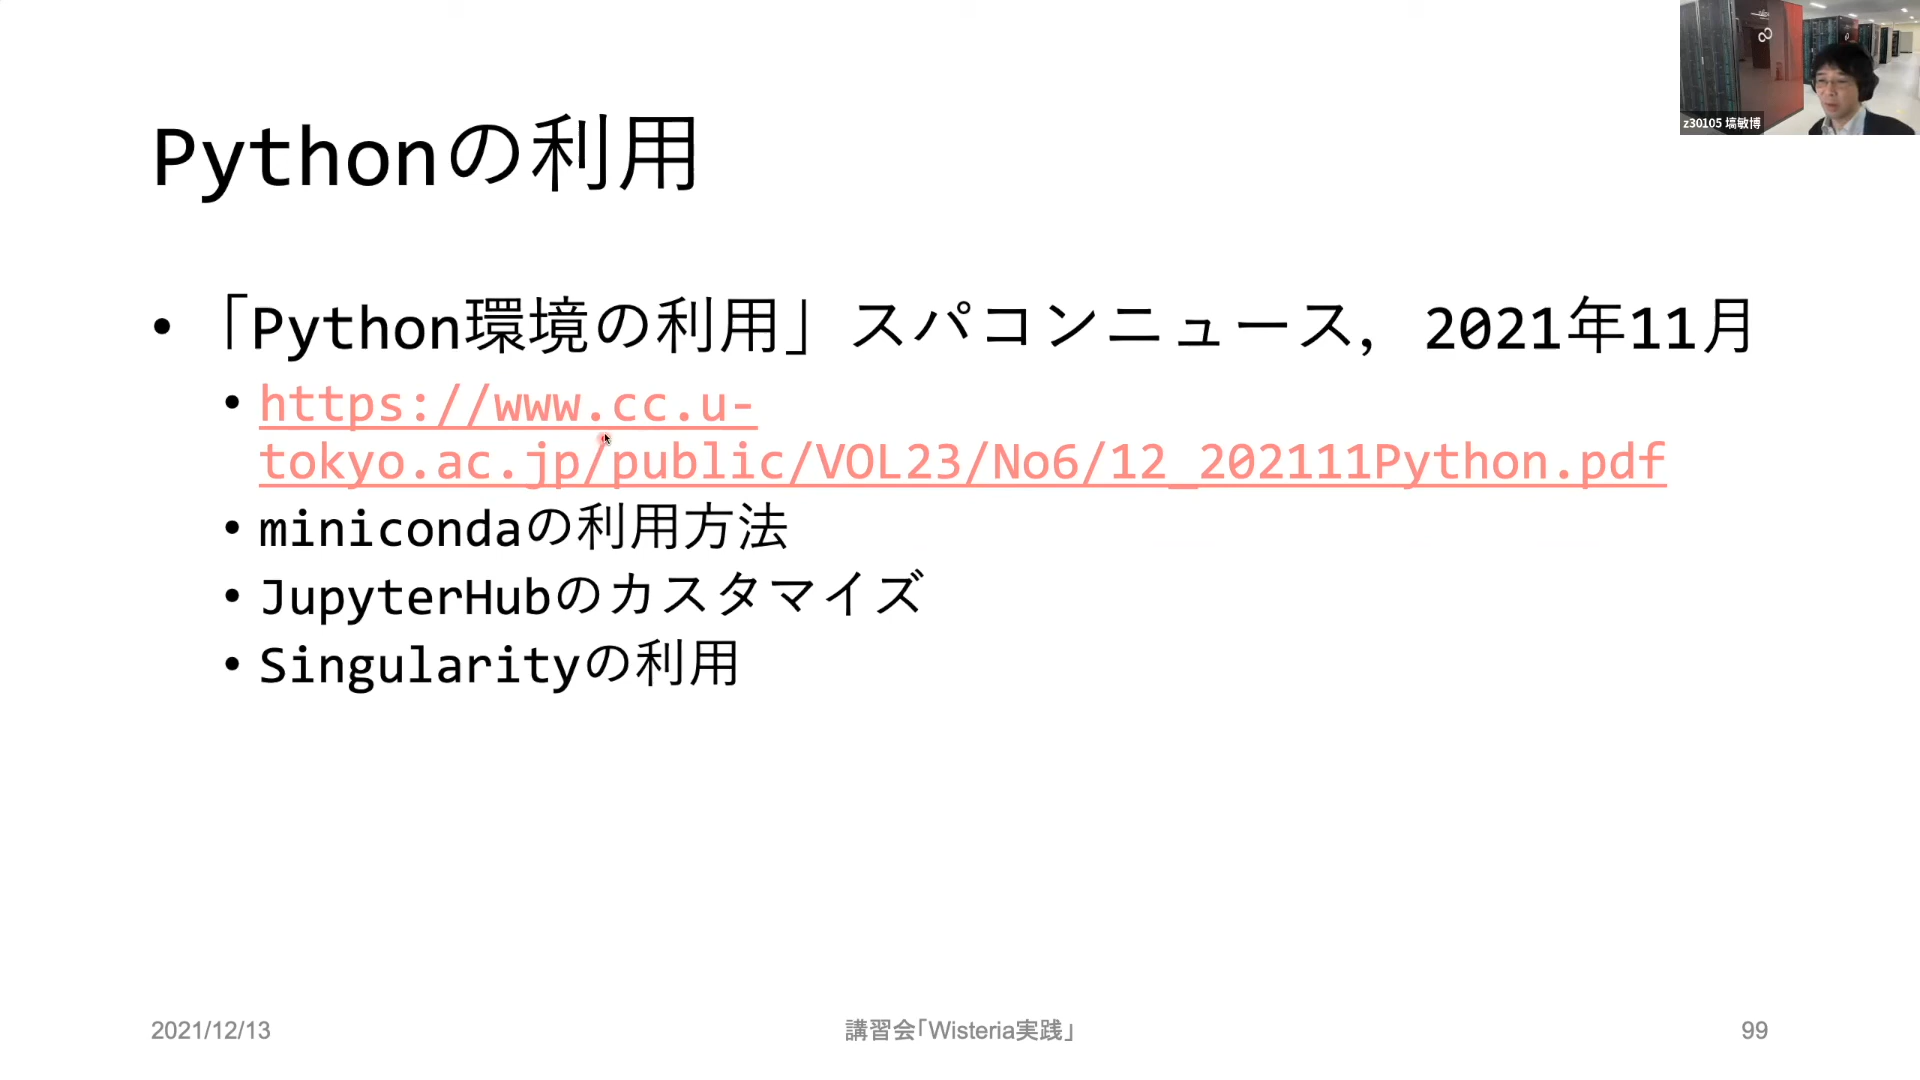 z30105 塙敏博
Pythonの利用
• 「Python環境の利用」スパコンニュース, 2021年11月
• https://www.cc.u-
tokyo.ac.jp/public/VOL23/No6/12_202111Python.pdf
• minicondaの利用方法
• JupyterHubのカスタマイズ
• Singularityの利用
2021/12/13
講習会「Wisteria実践」
99